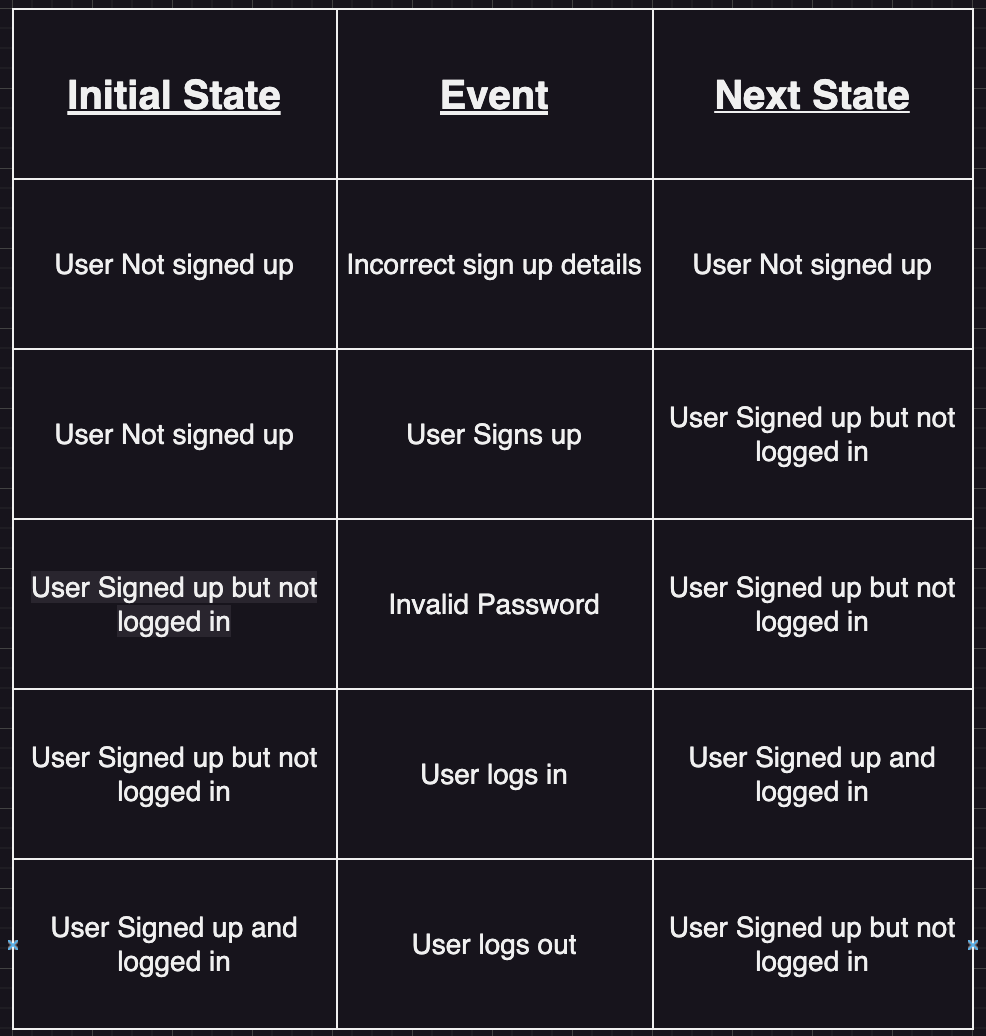 Initial State
Event
Next State
User Not signed up
Incorrect sign up details
User Not signed up
User Not signed up
User Signs up
User Signed up but not
logged in
User Signed up but not
logged in
Invalid Password
User Signed up but not
logged in
User Signed up but not
logged in
User logs in
User Signed up and
logged in
User Signed up and
logged in
User logs out
User Signed up but not
logged in